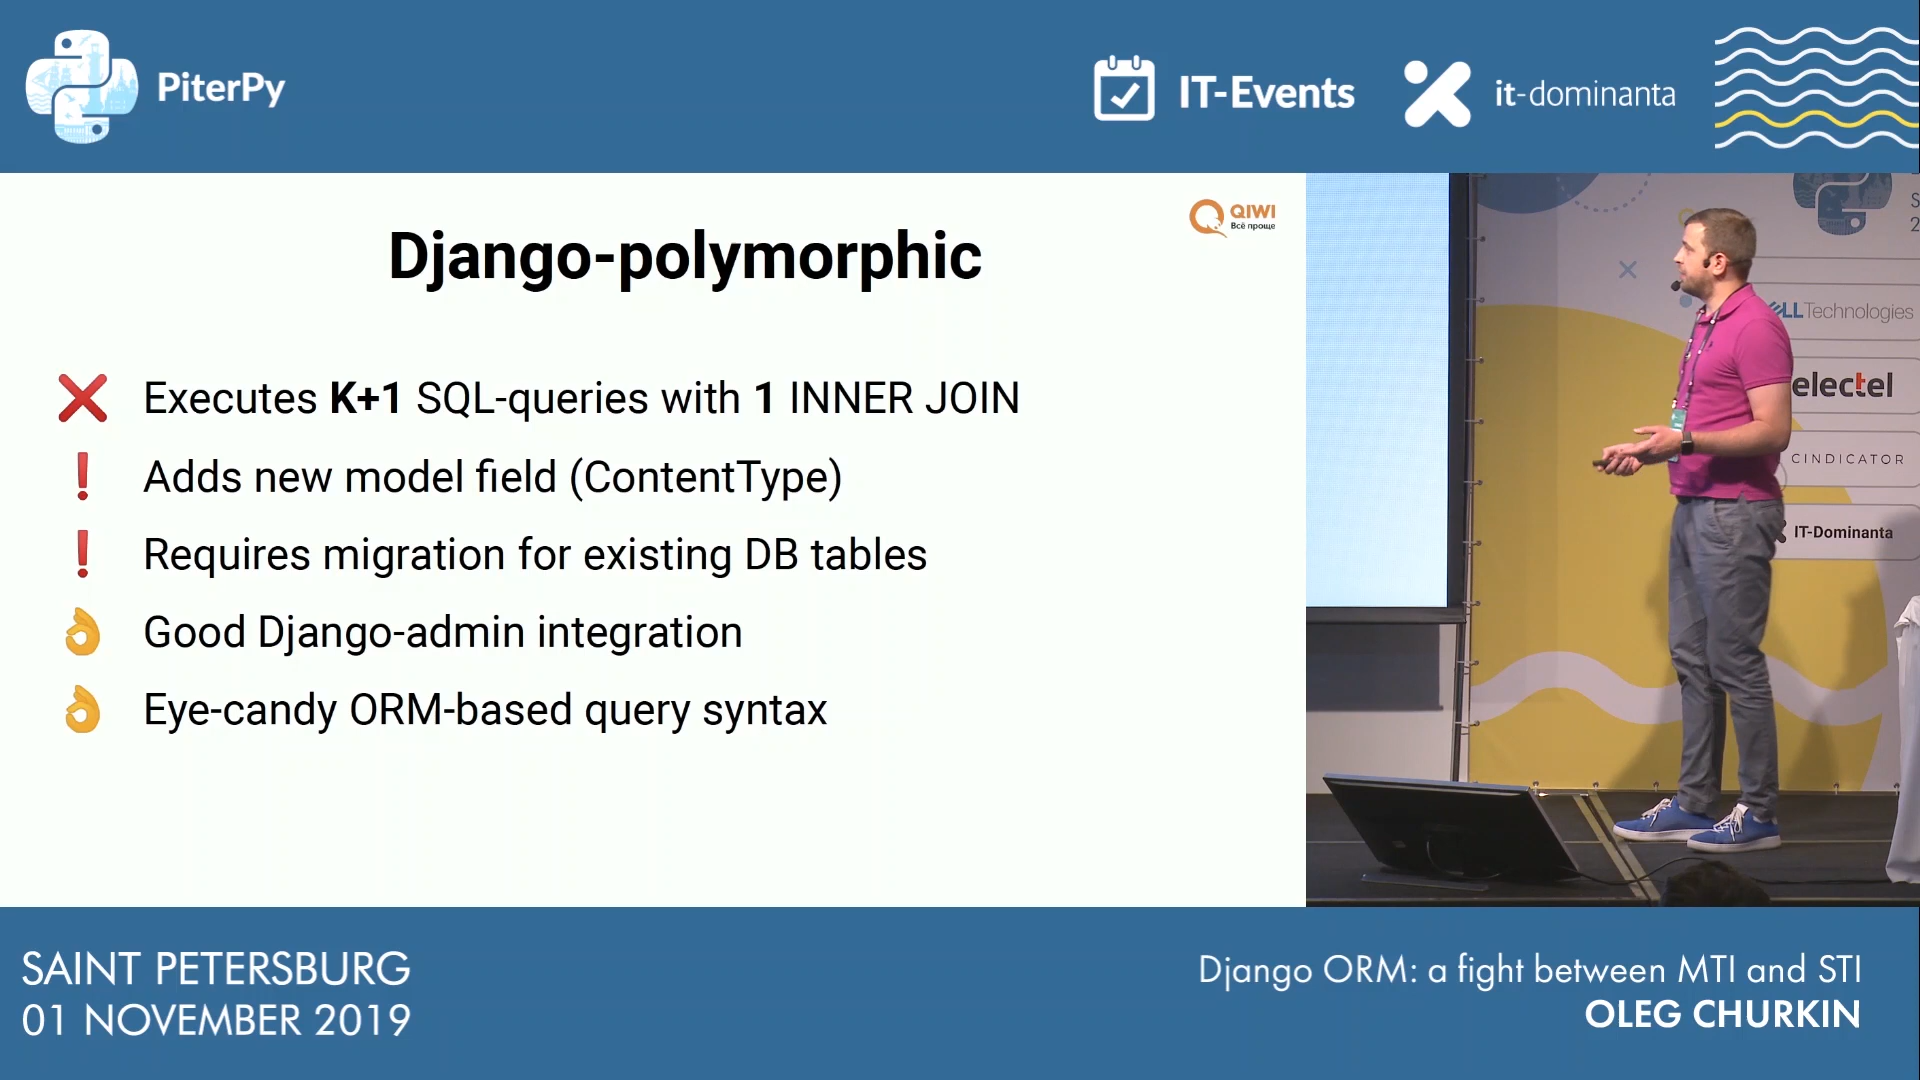 PiterPy
IT-Events
it-dominanta
QIWI
Всё проще
Django-polymorphic
Executes K+1 SQL-queries with 1 INNER JOIN
Adds new model field (ContentType)
Requires migration for existing DB tables
Good Django-admin integration
Eye-candy ORM-based query syntax
LLTechnologies
electel
CINDICATOR
IT-Dominanta
SAINT PETERSBURG
01 NOVEMBER 2019
Django ORM: a fight between MTI and STI
OLEG CHURKIN